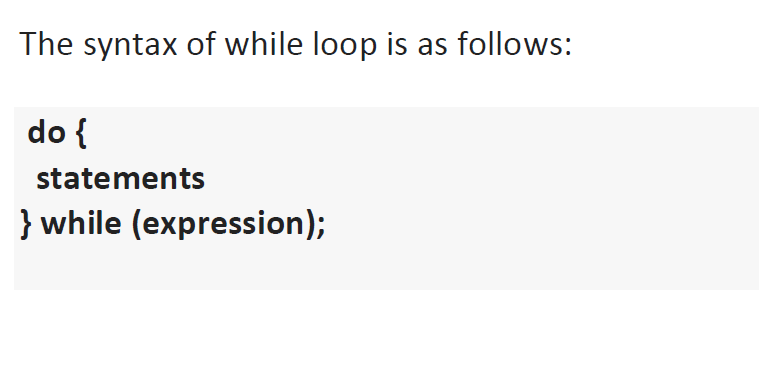 The syntax of while loop is as follows:
do {
statements
} while (expression);